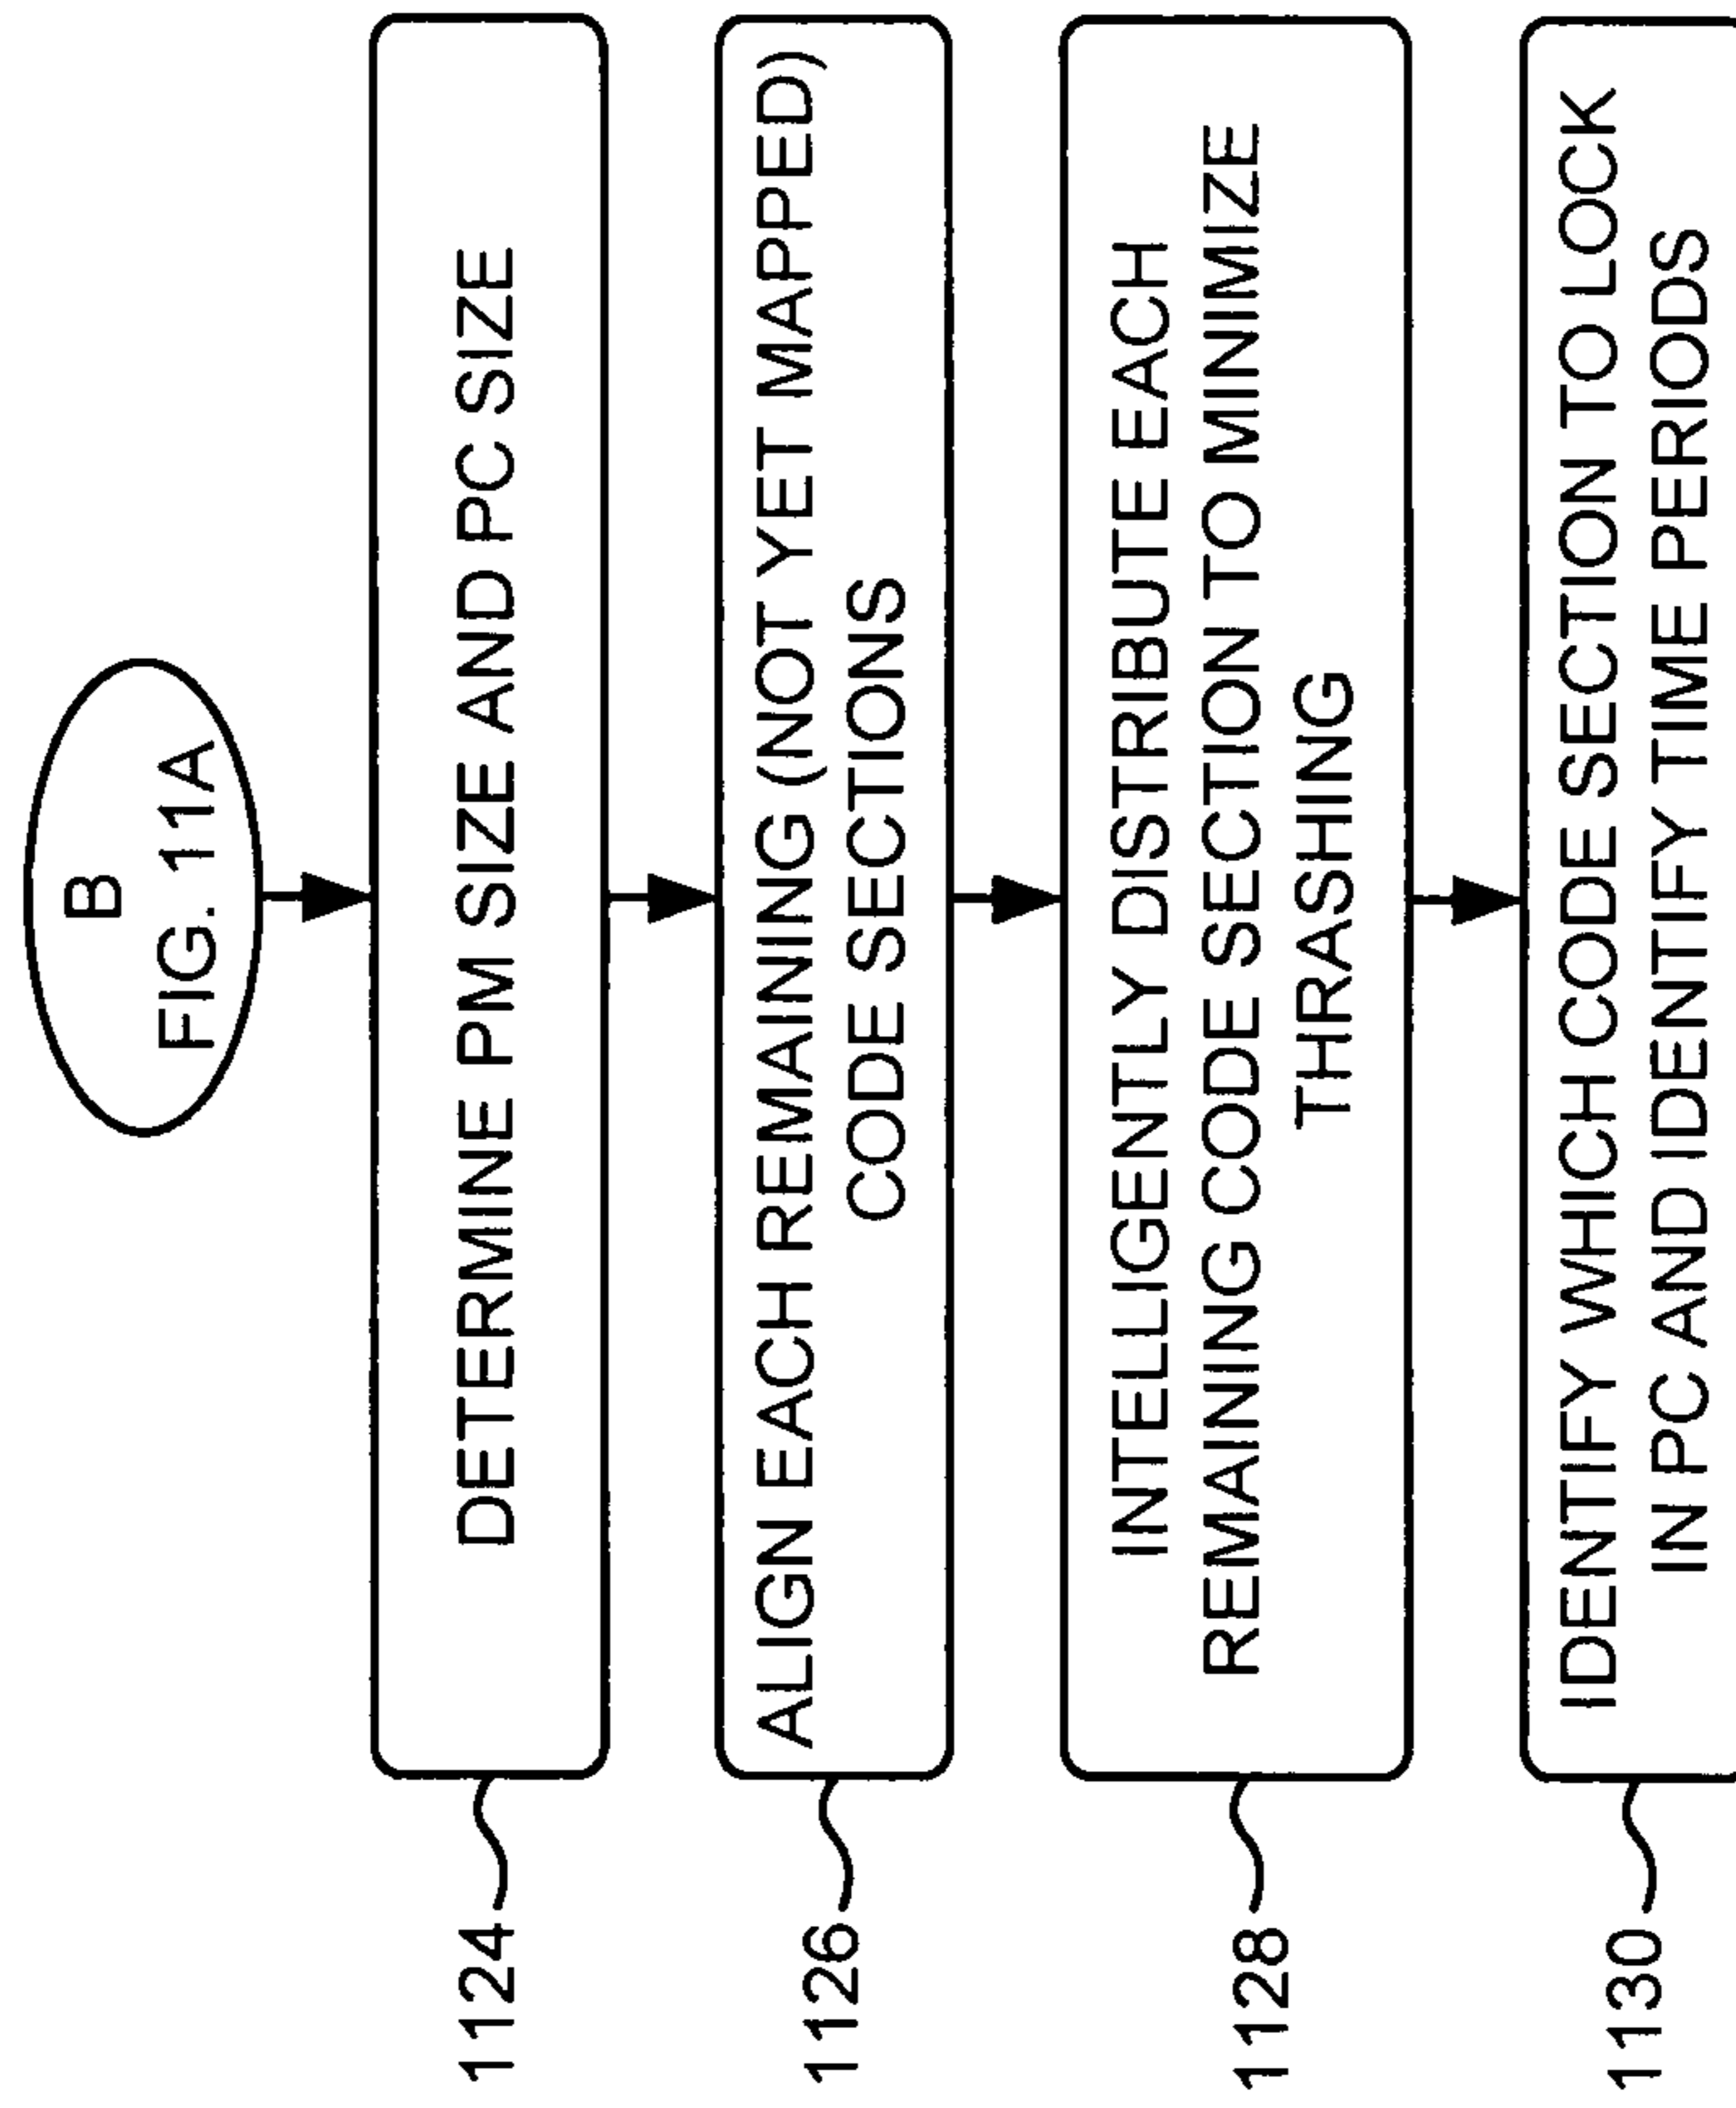 B
FIG. 11A
DETERMINE PM SIZE AND PC SIZE
1124
ALIGN EACH REMAINING (NOT YET MAPPED)
CODE SECTIONS
1126
INTELLIGENTLY DISTRIBUTE EACH
REMAINING CODE SECTION TO MINIMIZE
THRASHING
1128
IDENTIFY WHICH CODE SECTION TO LOCK
IN PC AND IDENTIFY TIME PERIODS
1130